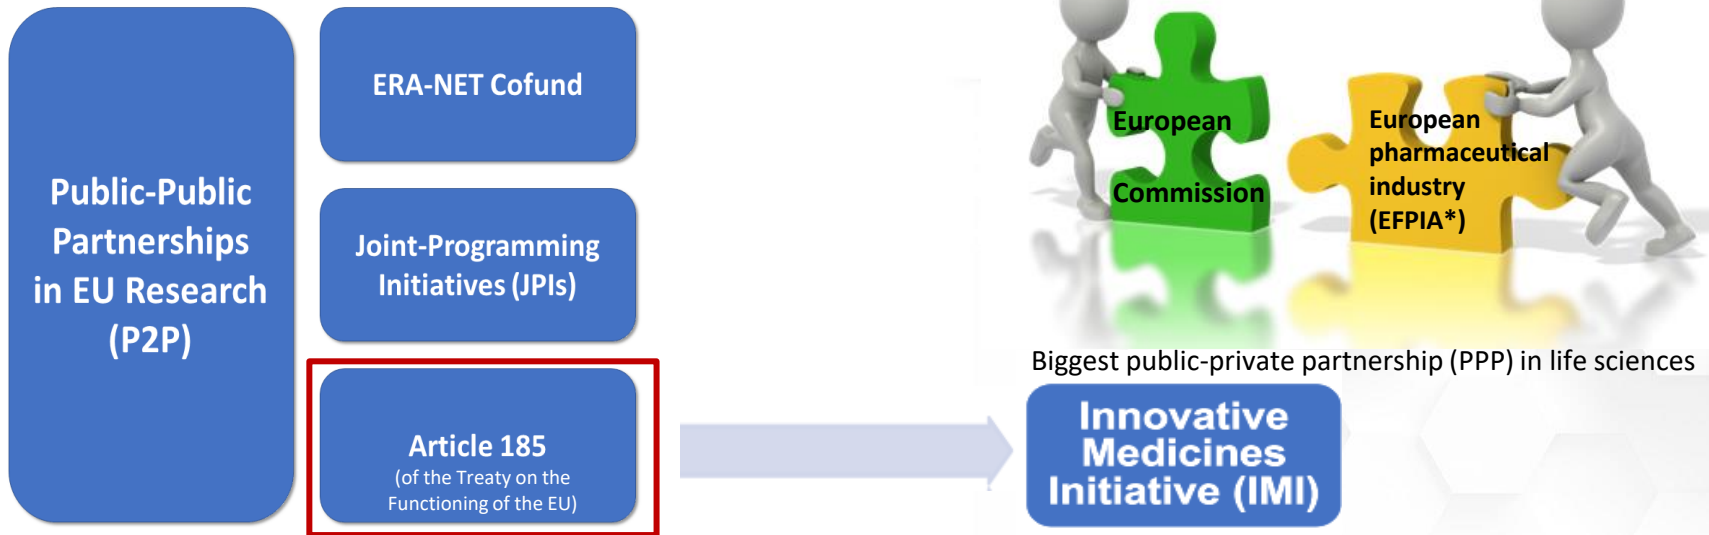 Public-Public
Partnerships
in EU Research
(P2P)
ERA-NET Cofund
Joint-Programming
Initiatives (JPIs)
Article 185
(of the Treaty on the
Functioning of the EU)
European
Commission
European
pharmaceutical
industry
(EFPIA*)
Biggest public-private partnership (PPP) in life sciences
Innovative
Medicines
Initiative (IMI)